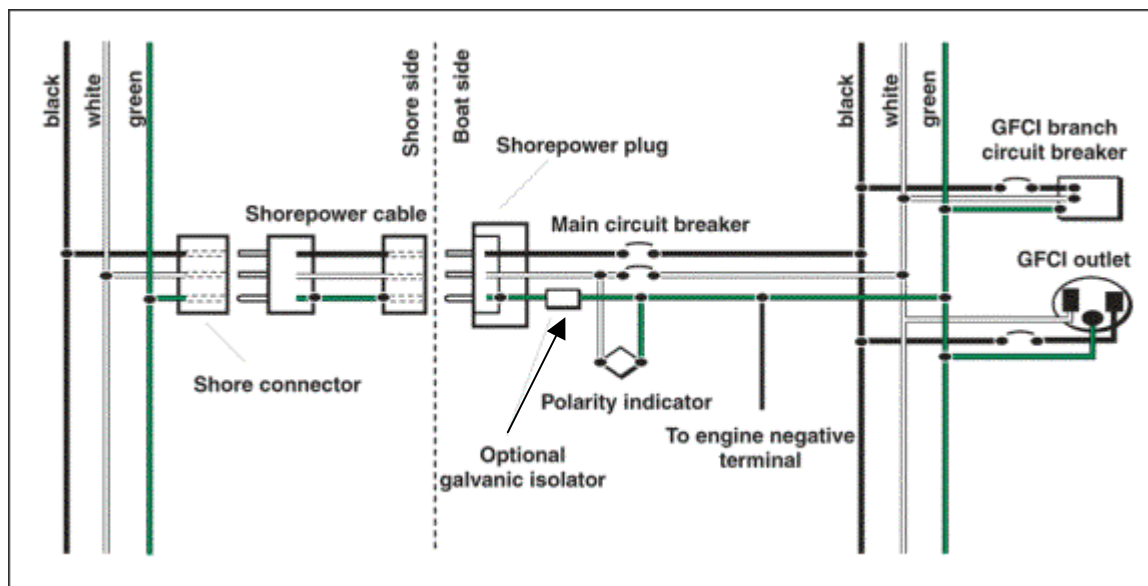 black
white
green
Shore side
Boat side
Shorepower plug
black
white
green
GFCI branch
circuit breaker
Shorepower cable
Main circuit breaker
GFCI outlet
Shore connector
Polarity indicator
Optional
galvanic isolator
To engine negative
terminal